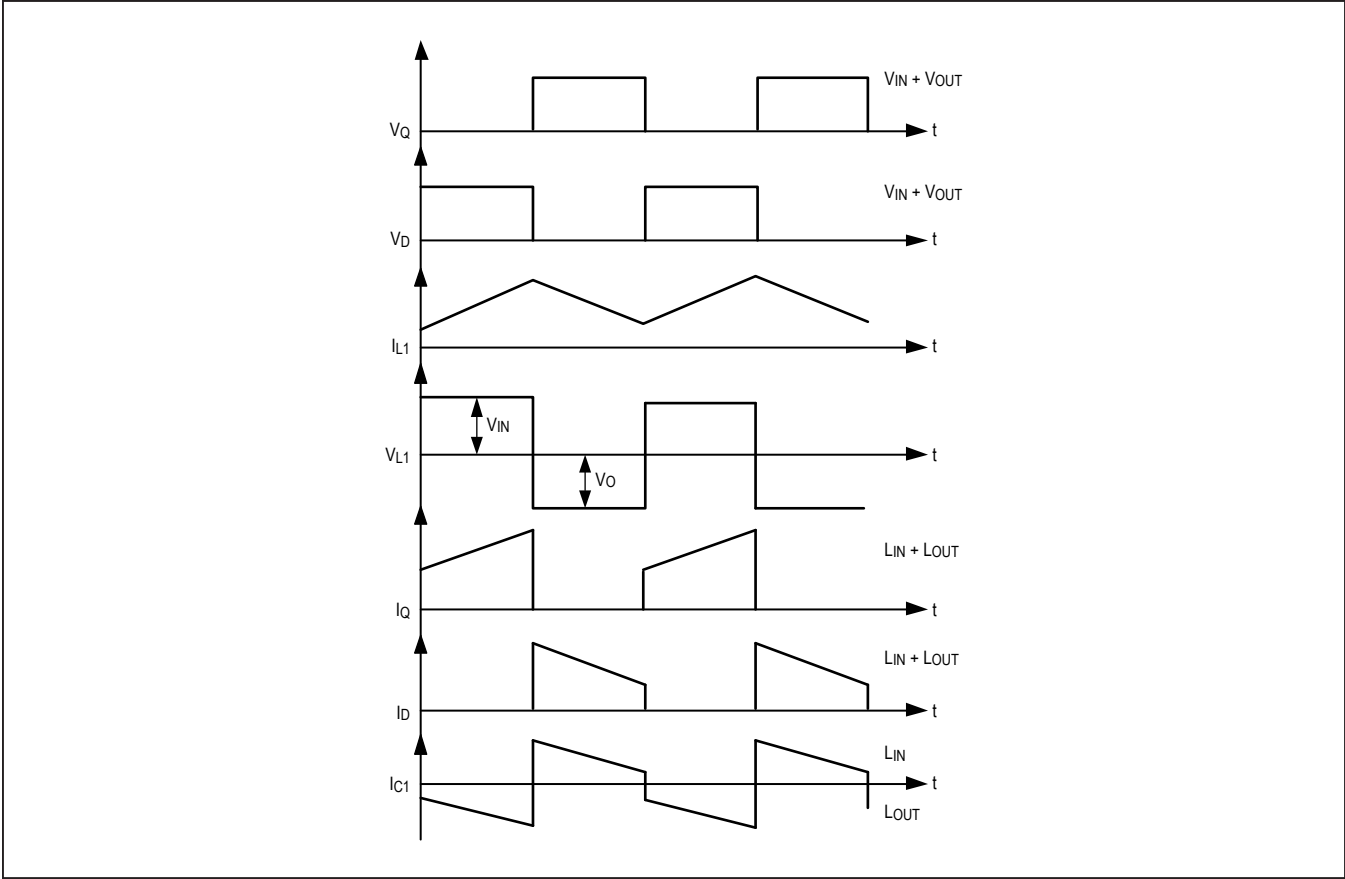 VIN + VOUT
VQ
t
VIN + VOUT
VD
t
IL1
t
VIN
VL1
t
VO
LIN + LOUT
IQ
t
LIN + LOUT
ID
t
LIN
IC1
t
LOUT